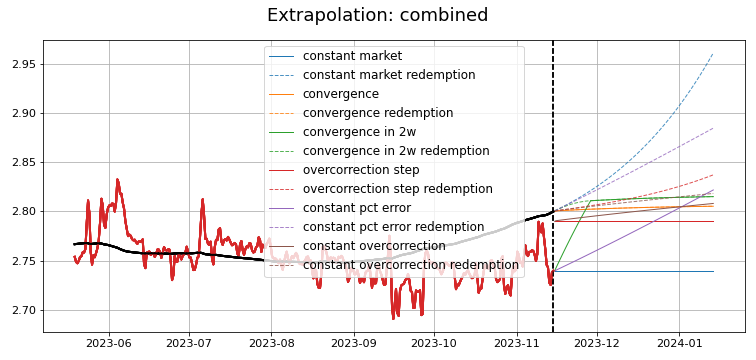 Extrapolation: combined
2.95
2.90
2.85
2.80
2.75
2.70
constant market
constant market redemption
convergence
convergence redemption
convergence in 2w
convergence in 2w redemption
overcorrection step
overcorrection step redemption
constant pct error
constant pct error redemption
constant overcorrection
constant overcorrection redemption
2023-06 2023-07 2023-08 2023-09 2023-10 2023-11 2023-12 2024-01